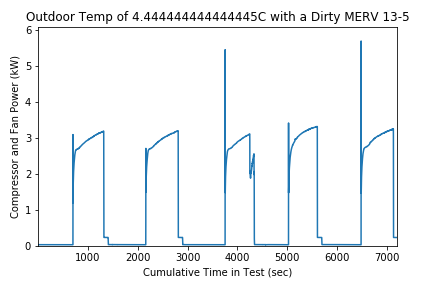 Outdoor Temp of 4.444444444444445C with a Dirty MERV 13-5
Compressor and Fan Power (kW)
6
5
4
3
2
1
0
1000 2000 3000 4000 5000 6000 7000
Cumulative Time in Test (sec)